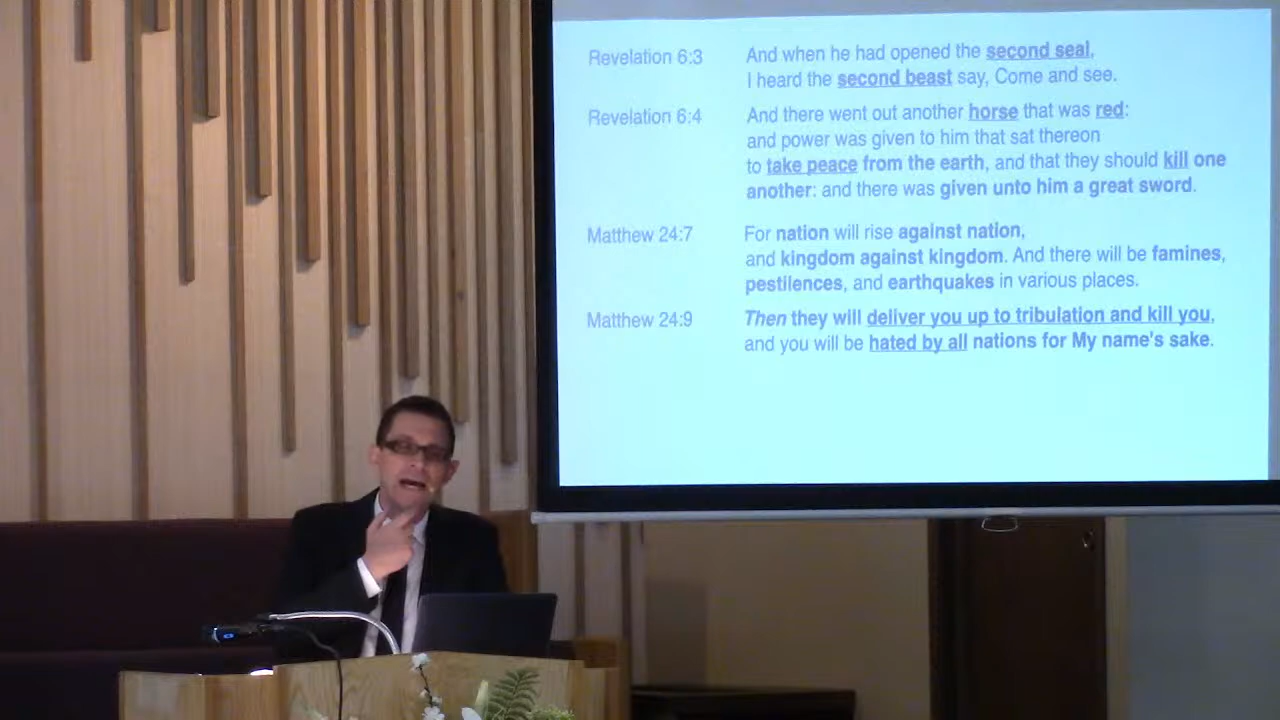 Revelation 6:3 And when he had opened the second seal,
I heard the second beast say, Come and see.
Revelation 6:4 And there went out another horse that was red:
and power was given to him that sat thereon
to take peace from the earth, and that they should kill one
another: and there was given unto him a great sword.
Matthew 24:7 For nation will rise against nation,
and kingdom against kingdom. And there will be famines,
pestilences, and earthquakes in various places.
Matthew 24:9 Then they will deliver you up to tribulation and kill you,
and you will be hated by all nations for My name's sake.